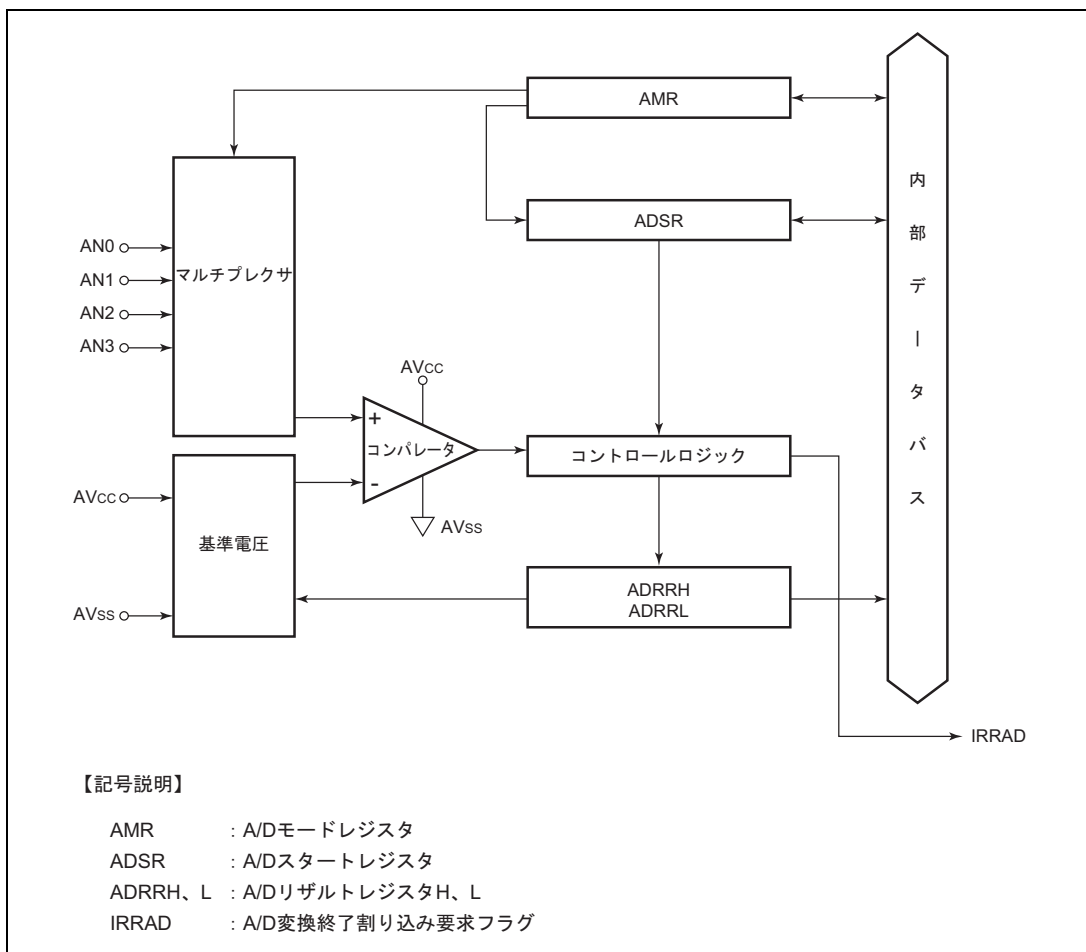 AMR
ADSR
マルチプレクサ
AN0
AN1
AN2
AN3
AVCC
+
コンパレータ
-
AVSS
コントロールロジック
AVCC
基準電圧
AVSS
ADRRH
ADRRL
内部データバス
IRRAD
【記号説明】
AMR : A/Dモードレジスタ
ADSR : A/Dスタートレジスタ
ADRRH、L : A/DリザルトレジスタH、L
IRRAD : A/D変換終了割り込み要求フラグ